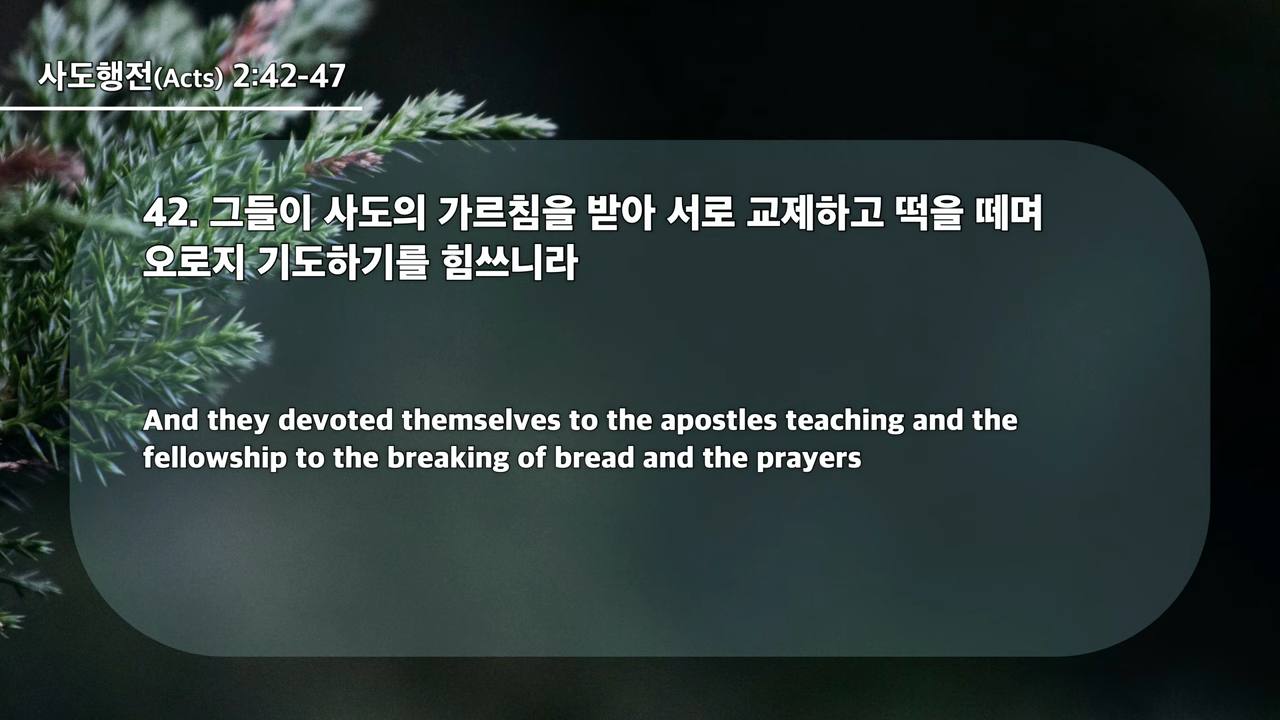 사도행전(Acts) 2:42-47
42. 그들이 사도의 가르침을 받아 서로 교제하고 떡을 떼며
오로지 기도하기를 힘쓰니라
And they devoted themselves to the apostles teaching and the
fellowship to the breaking of bread and the prayers